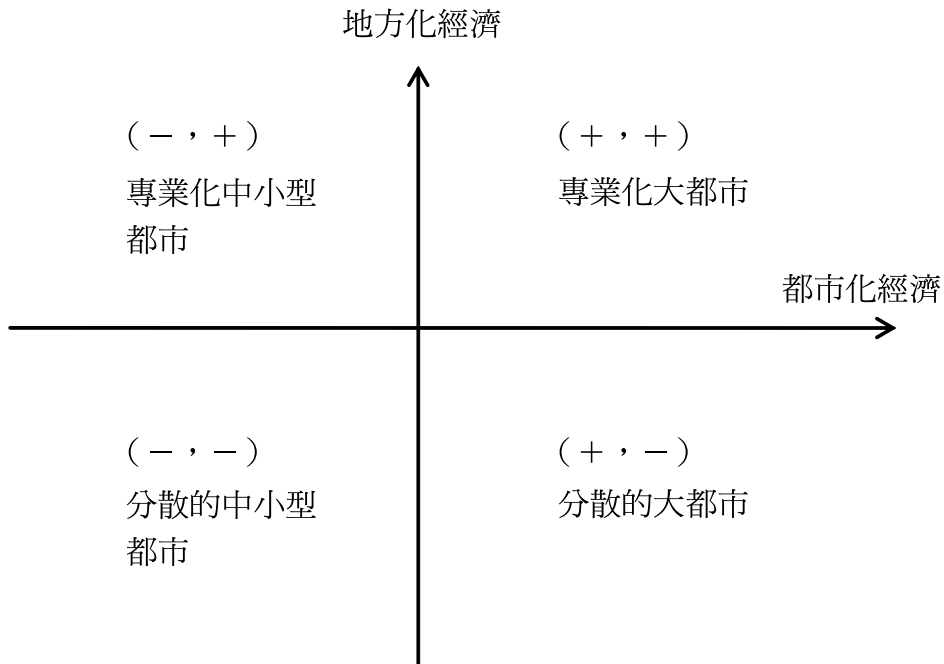 地方化經濟
(－，＋)
專業化中小型
都市
(＋，＋)
專業化大都市
都市化經濟
(－，－)
分散的中小型
都市
(＋，－)
分散的大都市